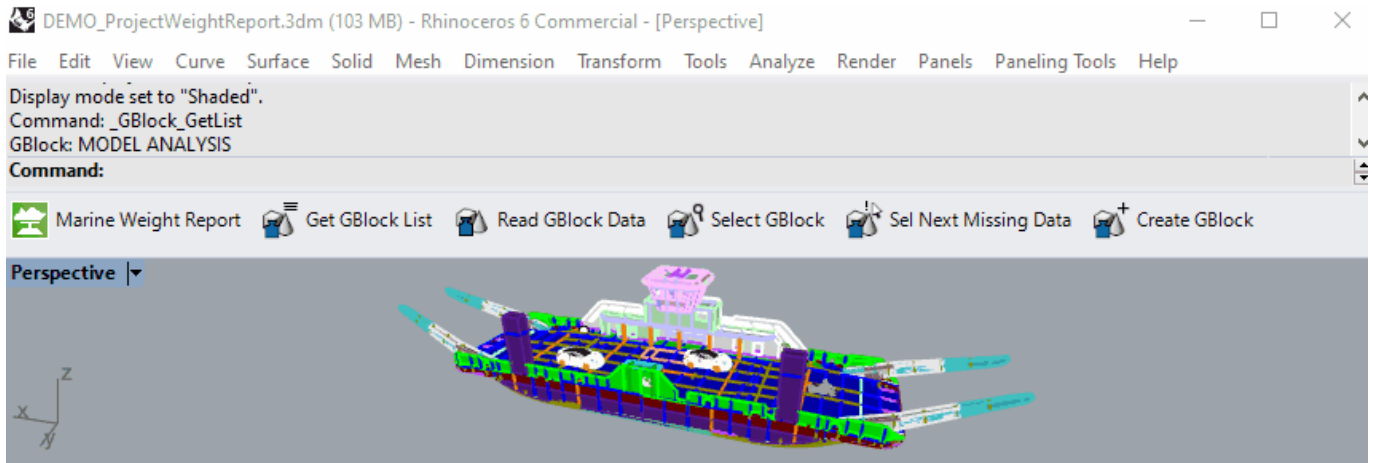 DEMO_ProjectWeightReport.3dm (103 MB) - Rhinoceros 6 Commercial - [Perspective]
File Edit View Curve Surface Solid Mesh Dimension Transform Tools Analyze Render Panels Paneling Tools Help
Display mode set to "Shaded".
Command: _GBlock_GetList
GBlock: MODEL ANALYSIS
Command:
Marine Weight Report Get GBlock List Read GBlock Data Select GBlock Sel Next Missing Data Create GBlock
Perspective
z
x
y